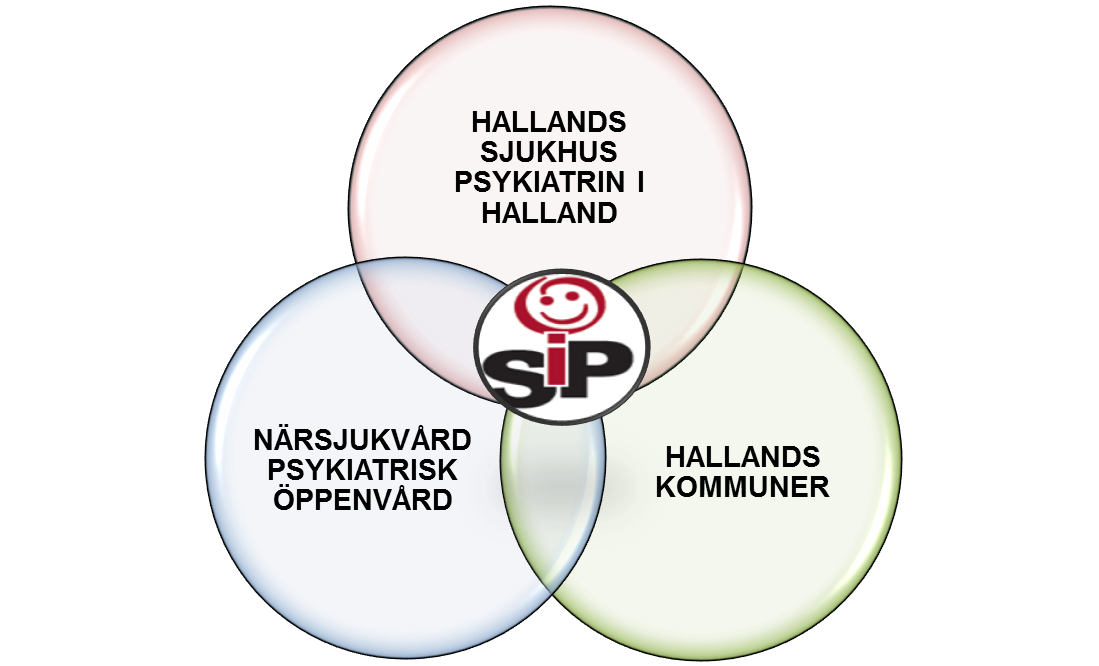 HALLANDS
SJUKHUS
PSYKIATRIN I
HALLAND
SiP
NÄRSJUKVÅRD
PSYKIATRISK
ÖPPENVÅRD
HALLANDS
KOMMUNER